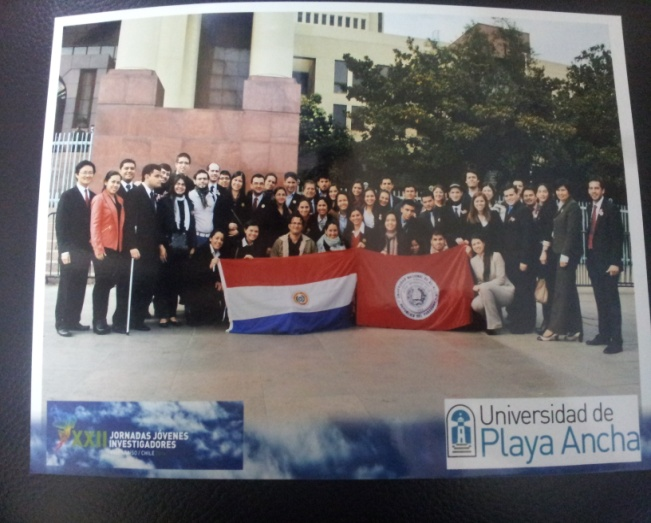 XXII JORNADAS JÓVENES
INVESTIGADORES
Universidad de
Playa Ancha